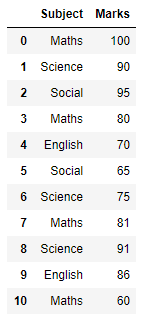 Subject Marks
0 Maths 100
1 Science 90
2 Social 95
3 Maths 80
4 English 70
5 Social 65
6 Science 75
7 Maths 81
8 Science 91
9 English 86
10 Maths 60